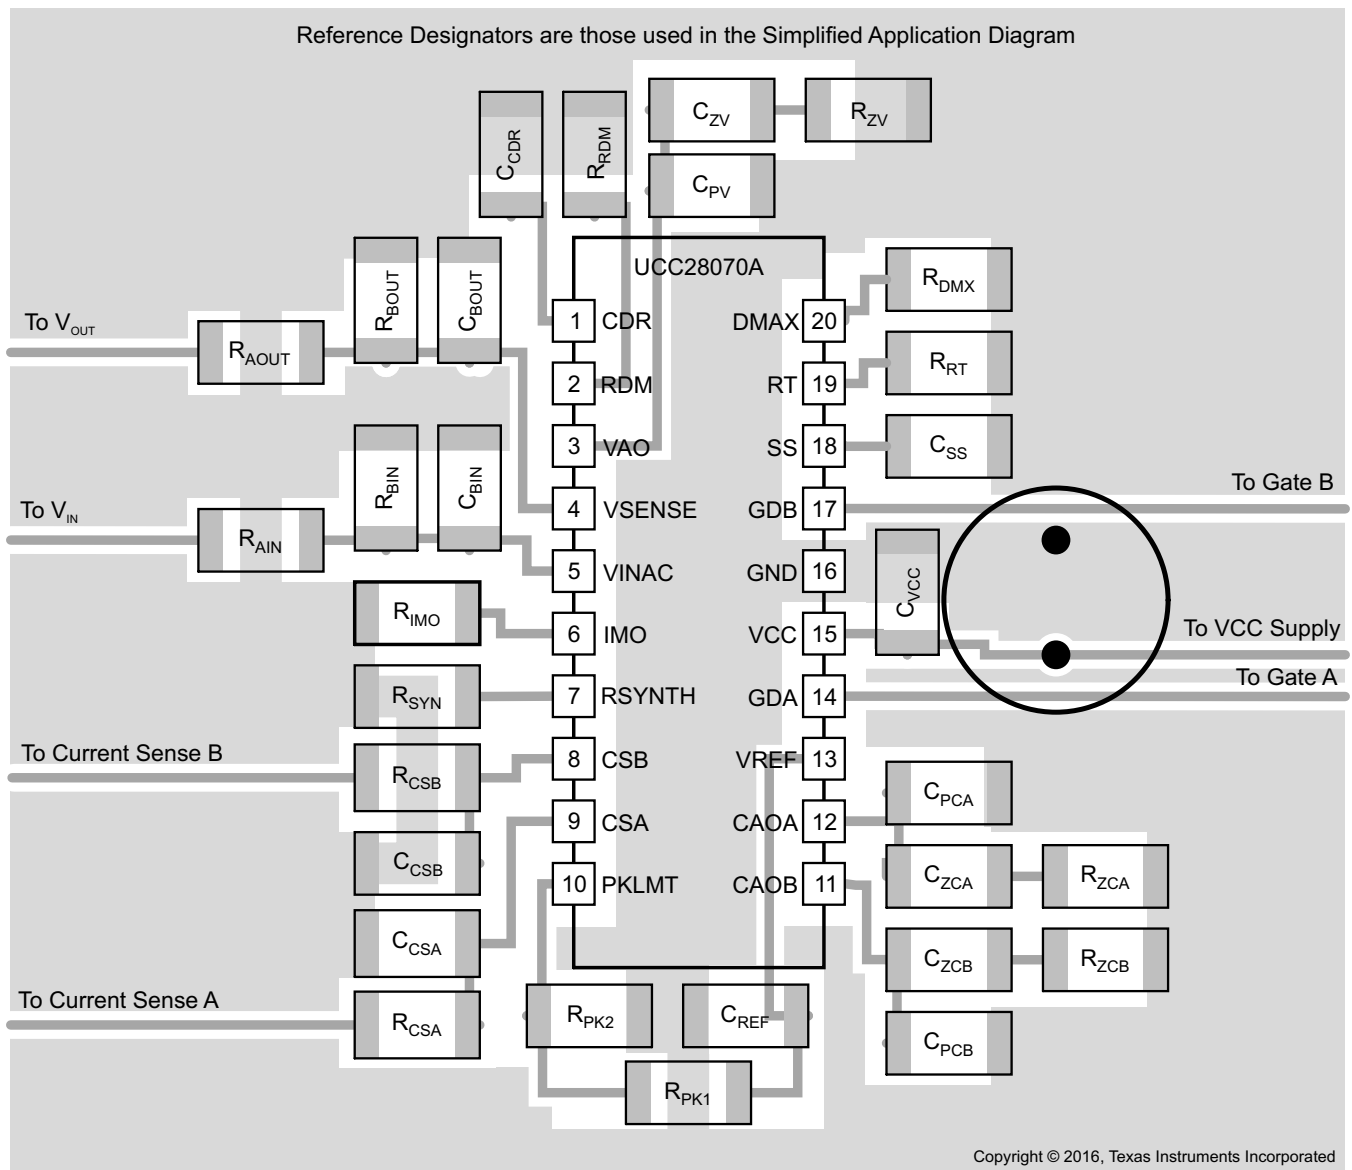 Reference Designators are those used in the Simplified Application Diagram
CZV
RZV
CCDR
RRDM
CPV
UCC28070A
RBOUT
CBOUT
RDMX
To VOUT
RAOUT
1 CDR
DMAX 20
RRT
2 RDM
RT 19
3 VAO
SS 18
CSS
RBIN
CBIN
To Gate B
To VIN
RAIN
4 VSENSE
GDB 17
5 VINAC
GND 16
CVCC
RIMO
6 IMO
VCC 15
To VCC Supply
To Gate A
RSYN
7 RSYNTH
GDA 14
To Current Sense B
RCSB
8 CSB
VREF 13
CPCA
9 CSA
CAOA 12
CCSB
10 PKLMT
CAOB 11
CZCA
RZCA
CCSA
CZCB
RZCB
To Current Sense A
RCSA
RPK2
CREF
CPCB
RPK1
Copyright © 2016, Texas Instruments Incorporated